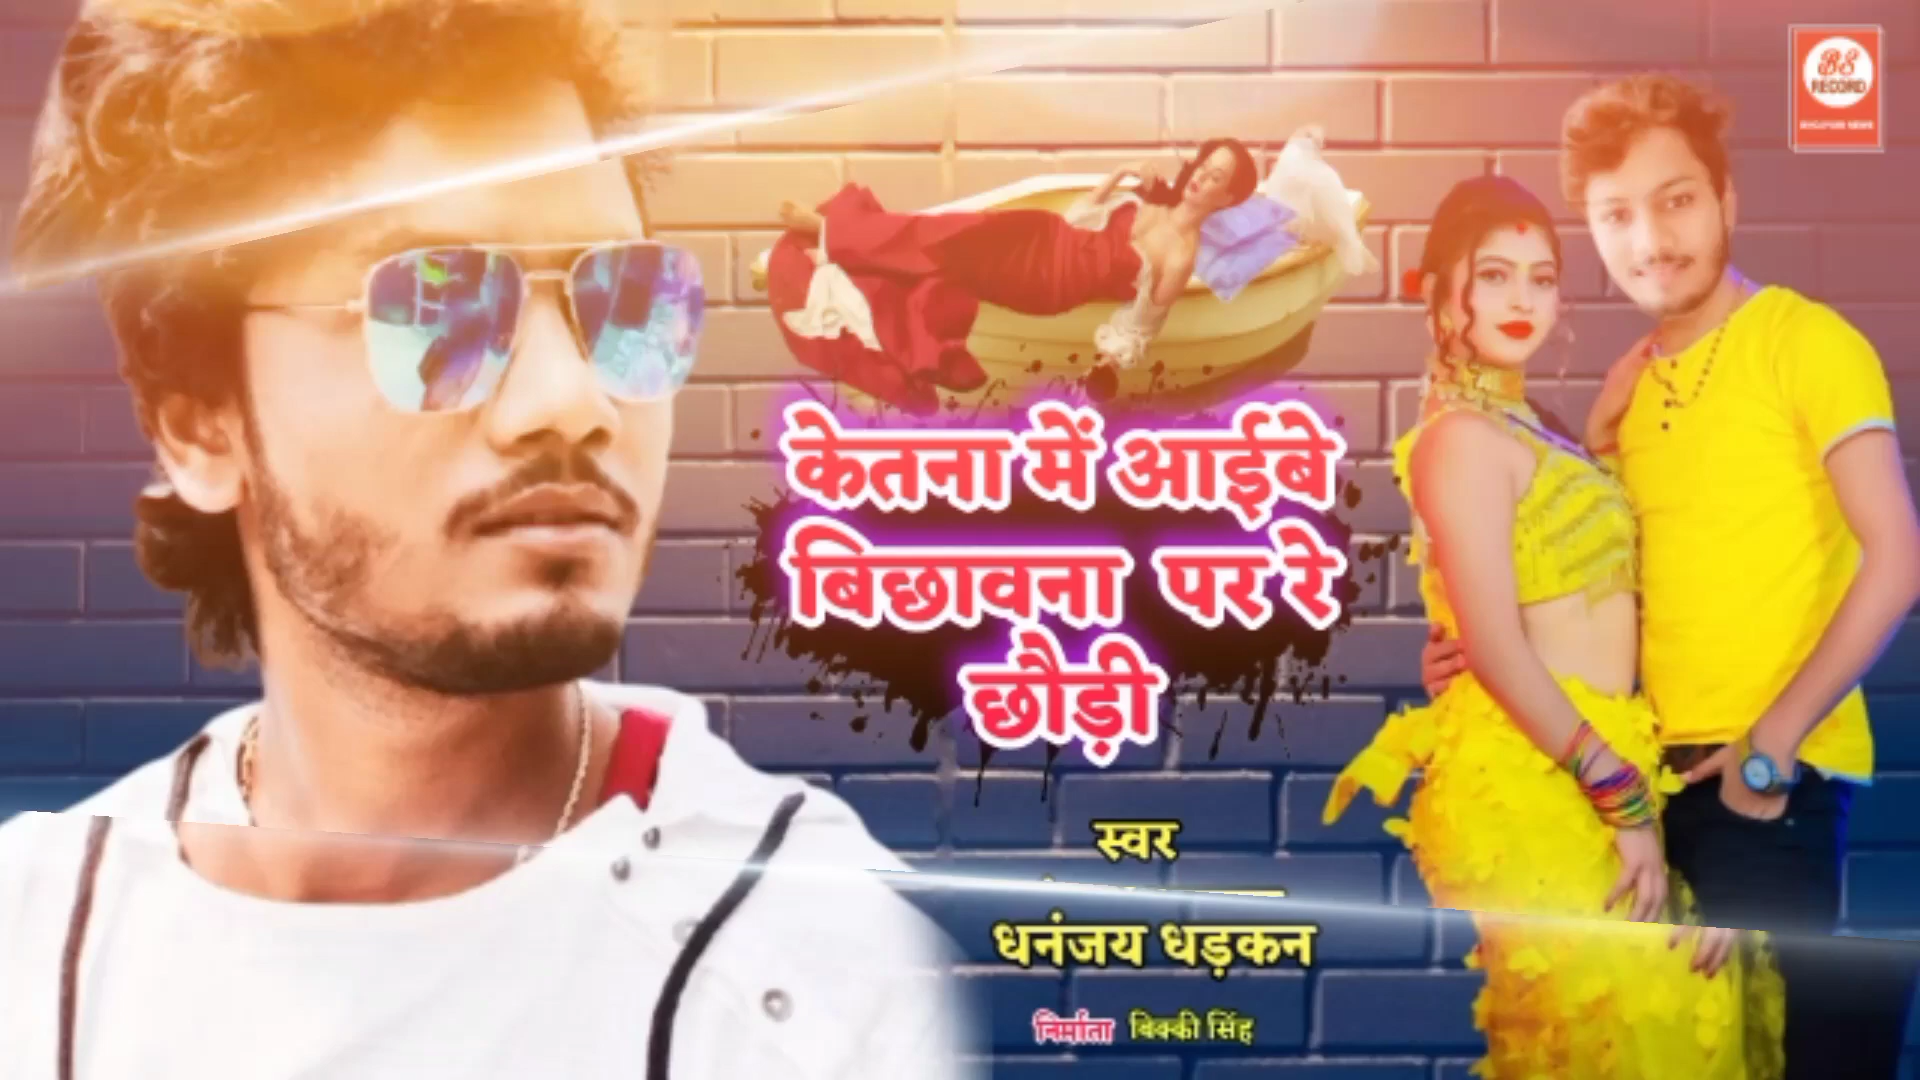 BS
RECORD
केतना में आईबे
बिछावना पर रे
छौड़ी
स्वर
धनंजय धड़कन
निर्माता बिक्की सिंह